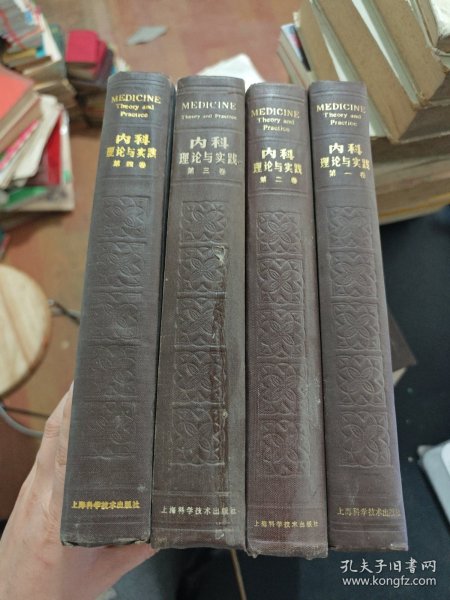 MEDICINE
Theory and
Practice
内科
理论与实践
第四卷
上海科学技术出版社
MEDICINE
Theory and Practice
内科
理论与实践
第三卷
上海科学技术出版社
MEDICINE
Theory and
Practice
内科
理论与实践
第二卷
上海科学技术出版社
MEDICINE
Theory and
Practice
内科
理论与实践
第一卷
上海科学技术出版社
孔夫子旧书网
www.kongfz.com